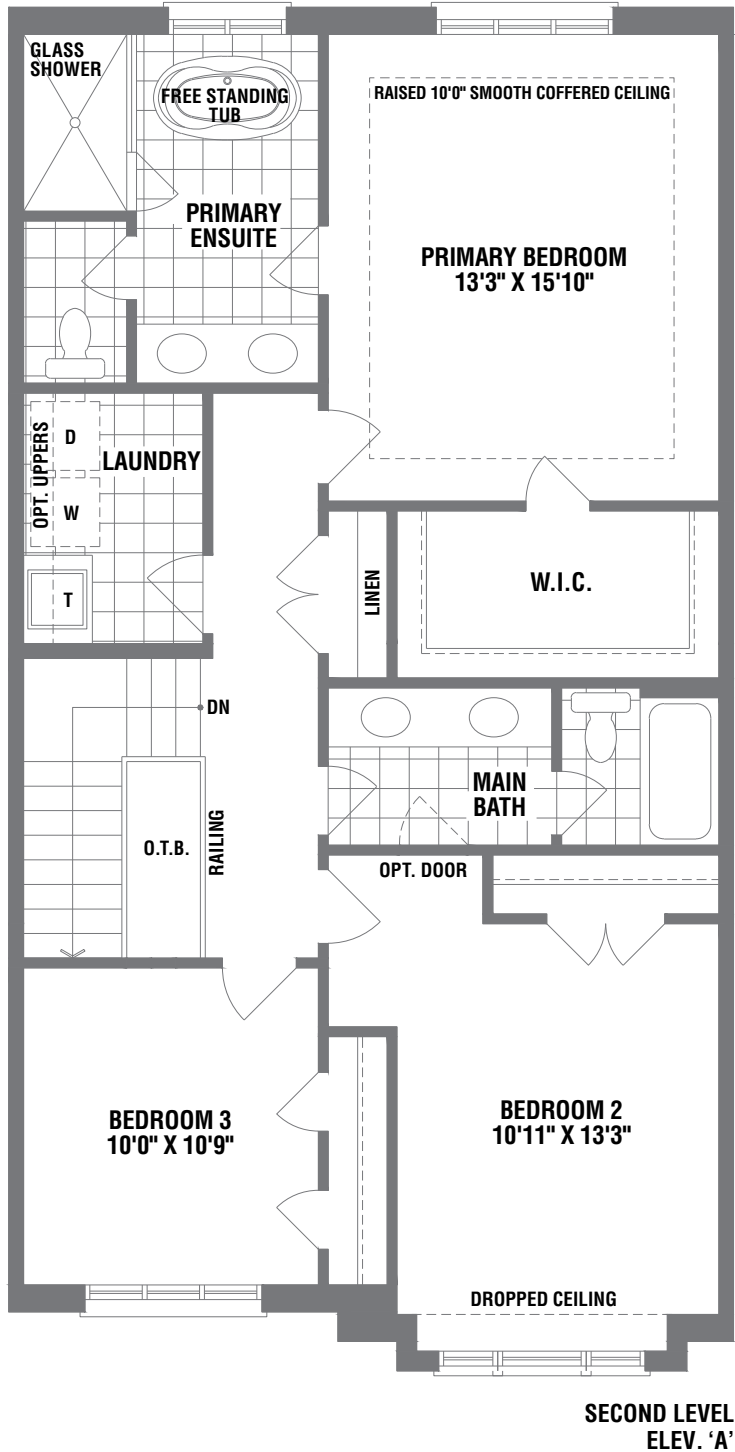 GLASS
SHOWER
FREE STANDING
TUB
RAISED 10'0" SMOOTH COFFERED CEILING
PRIMARY
ENSUITE
PRIMARY BEDROOM
13'3" X 15'10"
OPT. UPPERS
D
LAUNDRY
W
T
LINEN
W.I.C.
DN
MAIN
BATH
RAILING
O.T.B.
OPT. DOOR
BEDROOM 3
10'0" X 10'9"
BEDROOM 2
10'11" X 13'3"
DROPPED CEILING
SECOND LEVEL
ELEV. ‘A’